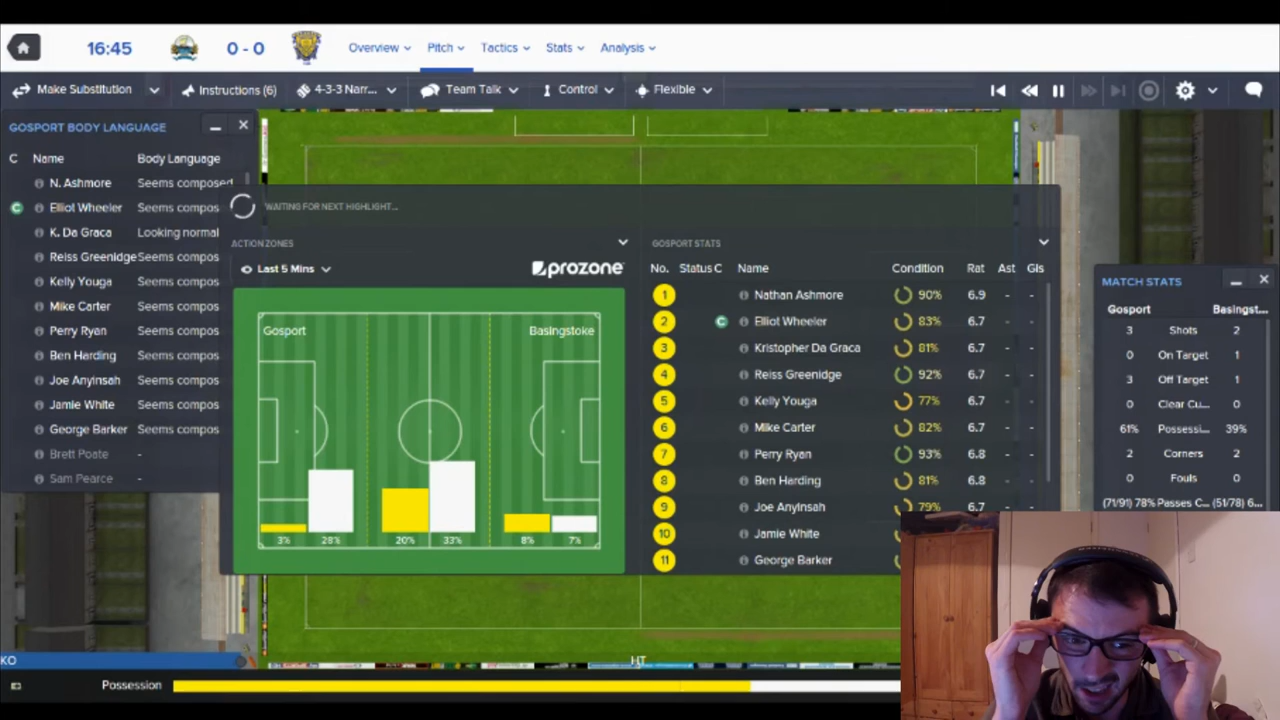 16:45 0 - 0 Overview Pitch Tactics Stats Analysis
Make Substitution Instructions (6) 4-3-3 Narr... Team Talk Control Flexible
GOSPORT BODY LANGUAGE
C Name Body Language
N. Ashmore Seems composed
C Elliot Wheeler Seems compos
K. Da Graca Looking normal
Reiss Greenidge Seems compos
Kelly Youga Seems compos
Mike Carter Seems compos
Perry Ryan Seems compos
Ben Harding Seems compos
Joe Anyinsah Seems compos
Jamie White Seems compos
George Barker Seems compos
Brett Poate -
Sam Pearce -
WAITING FOR NEXT HIGHLIGHT...
ACTION ZONES
Last 5 Mins prozone
Gosport Basingstoke
3% 28% 20% 33% 8% 7%
GOSPORT STATS
No. Status C Name Condition Rat Ast Gls
1 Nathan Ashmore 90% 6.9 - -
2 C Elliot Wheeler 83% 6.7 - -
3 Kristopher Da Graca 81% 6.7 - -
4 Reiss Greenidge 92% 6.7 - -
5 Kelly Youga 77% 6.7 - -
6 Mike Carter 82% 6.7 - -
7 Perry Ryan 93% 6.8 - -
8 Ben Harding 81% 6.8 - -
9 Joe Anyinsah 79% 6.7 - -
10 Jamie White
11 George Barker
MATCH STATS
Gosport Basingst...
3 Shots 2
0 On Target 1
3 Off Target 1
0 Clear Cu... 0
61% Possessi... 39%
2 Corners 2
0 Fouls 0
(71/91) 78% Passes C... (51/78) 6...
KO HT
Possession